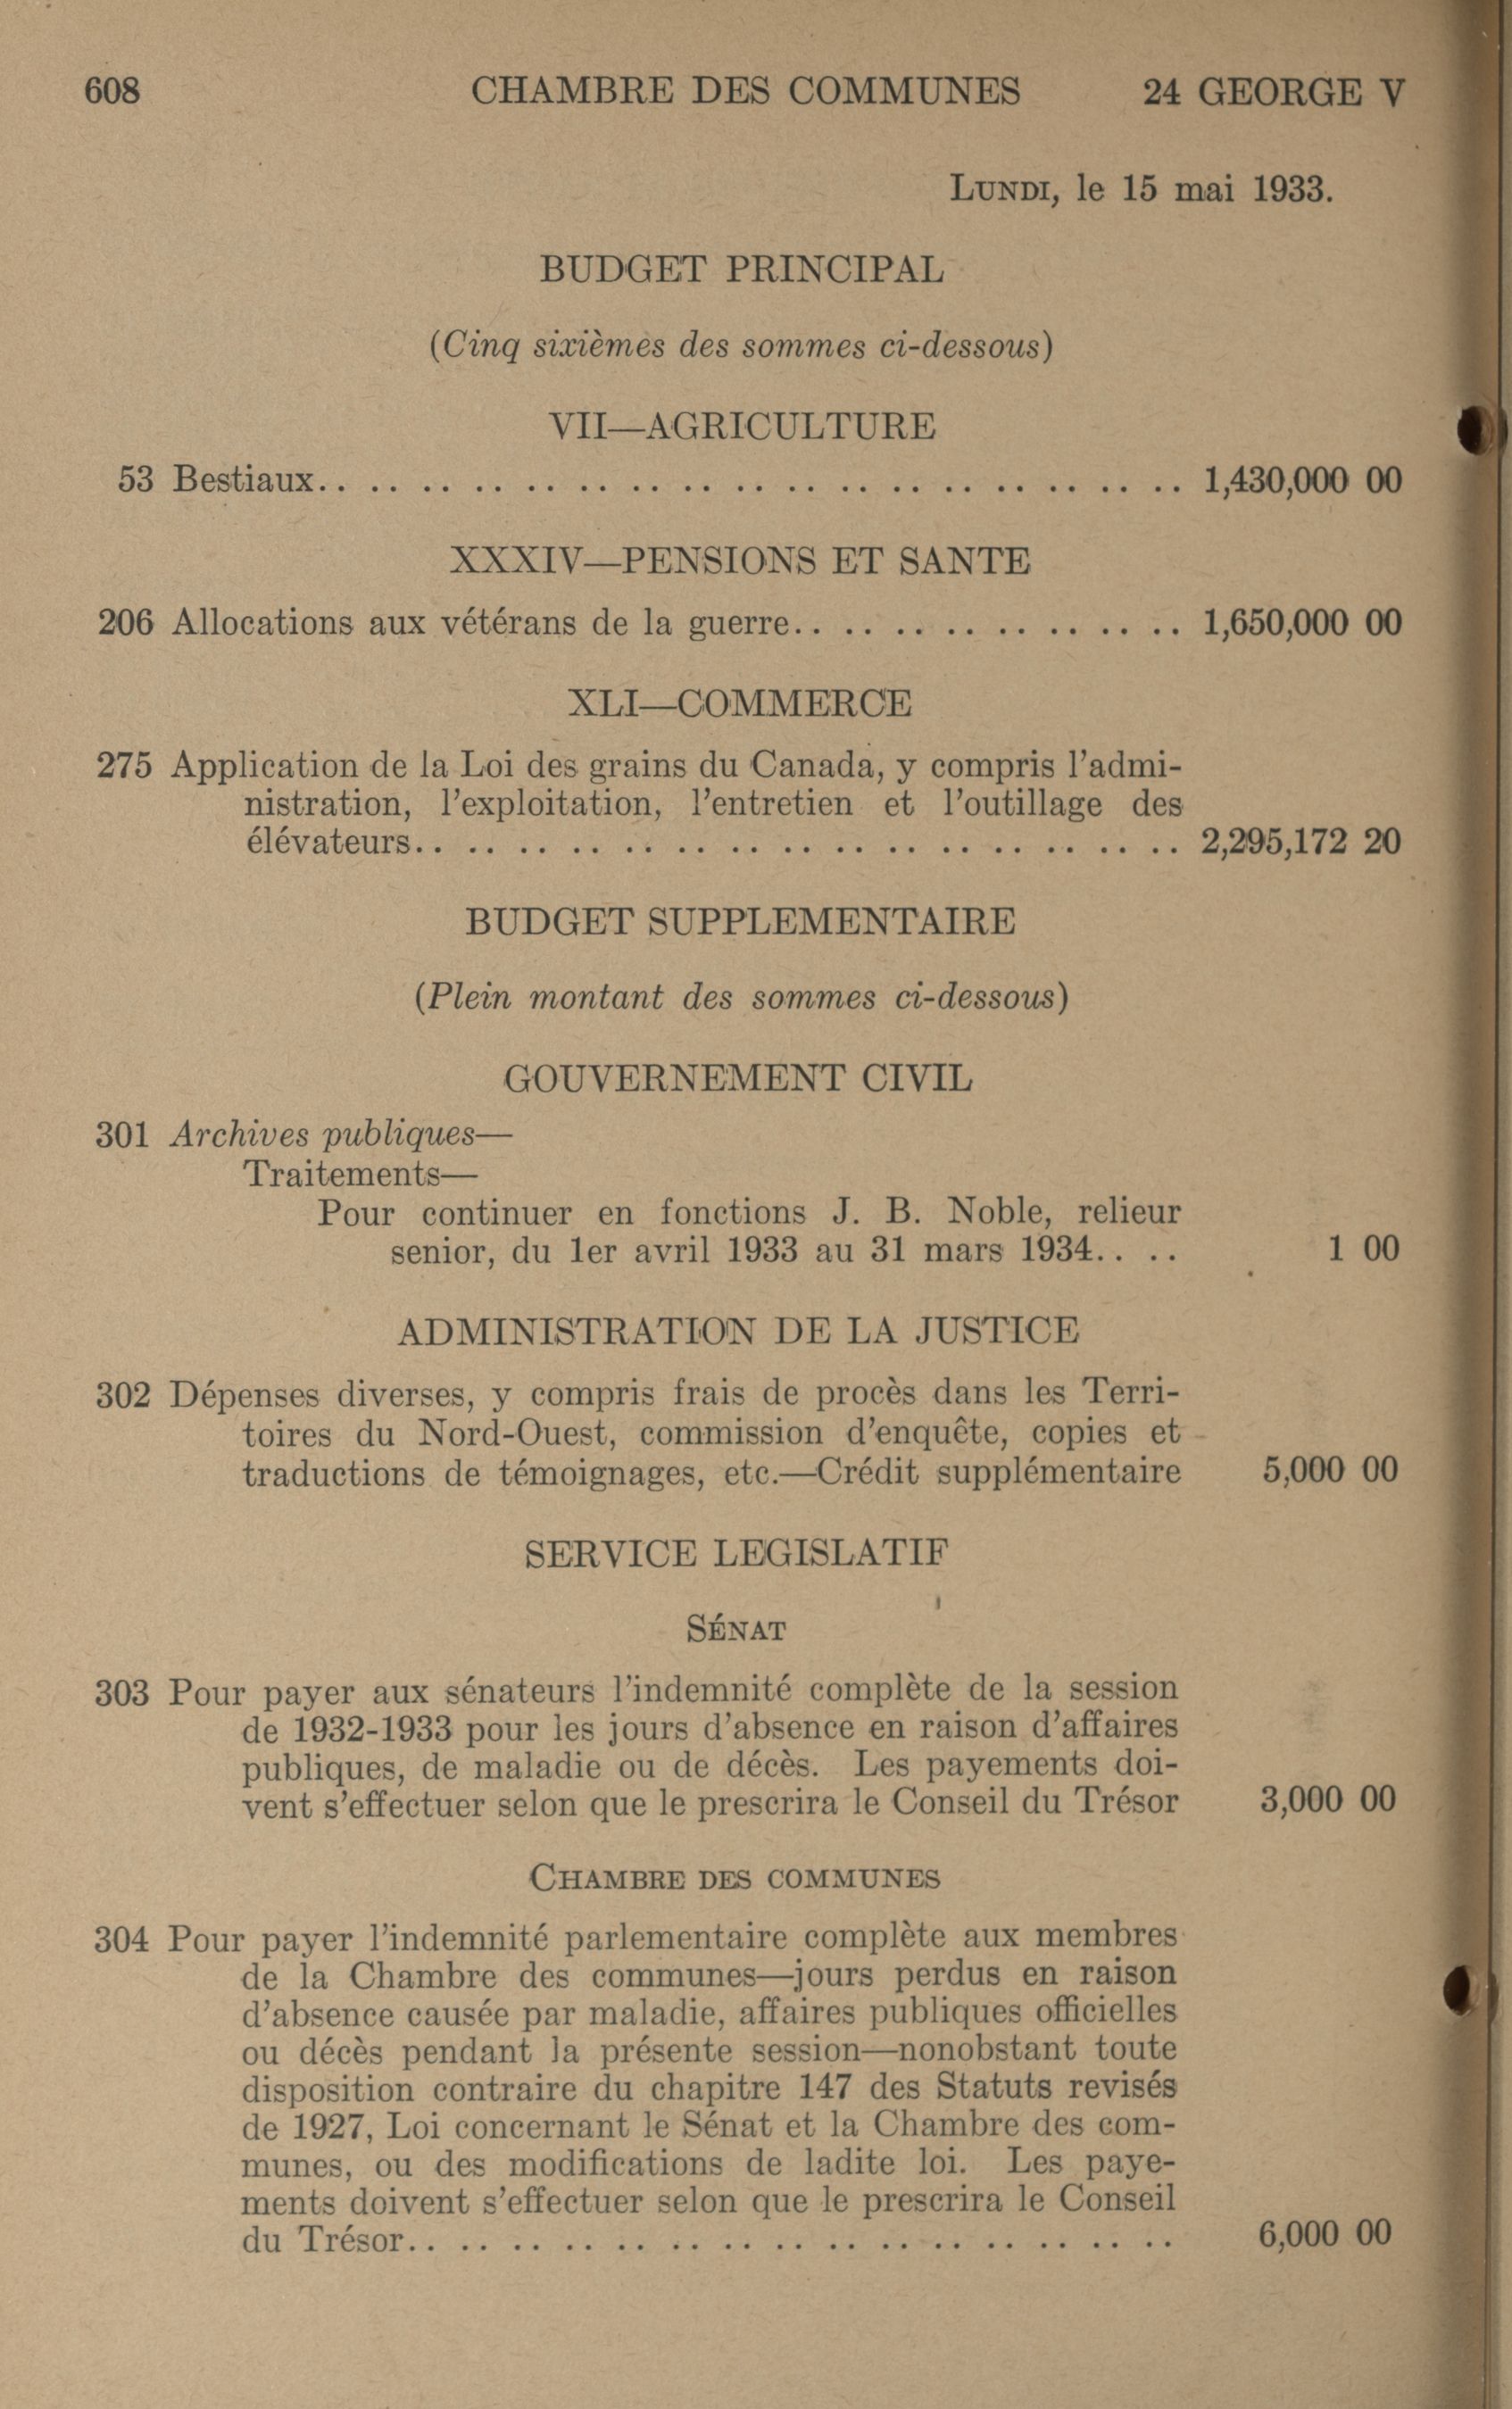 608 CHAMBRE DES COMMUNES 24 GEORGE V
LUNDI, le 15 mai 1933.
BUDGET PRINCIPAL
(Cinq sixièmes des sommes ci-dessous)
VII—AGRICULTURE
53 Bestiaux.. .. .. .. .. .. .. .. .. .. .. .. .. .. .. .. .. 1,430,000 00
XXXIV—PENSIONS ET SANTE
206 Allocations aux vétérans de la guerre.. .. .. .. .. .. .. .. 1,650,000 00
XLI—COMMERCE
275 Application de la Loi des grains du Canada, y compris l'admi-
nistration, l'exploitation, l'entretien et l'outillage des
élévateurs.. .. .. .. .. .. .. .. .. .. .. .. .. .. .. 2,295,172 20
BUDGET SUPPLEMENTAIRE
(Plein montant des sommes ci-dessous)
GOUVERNEMENT CIVIL
301 Archives publiques—
Traitements—
Pour continuer en fonctions J. B. Noble, relieur
senior, du 1er avril 1933 au 31 mars 1934.. .. 1 00
ADMINISTRATION DE LA JUSTICE
302 Dépenses diverses, y compris frais de procès dans les Terri-
toires du Nord-Ouest, commission d'enquête, copies et
traductions de témoignages, etc.—Crédit supplémentaire 5,000 00
SERVICE LEGISLATIF
SÉNAT
303 Pour payer aux sénateurs l'indemnité complète de la session
de 1932-1933 pour les jours d'absence en raison d'affaires
publiques, de maladie ou de décès. Les payements doi-
vent s'effectuer selon que le prescrira le Conseil du Trésor 3,000 00
CHAMBRE DES COMMUNES
304 Pour payer l'indemnité parlementaire complète aux membres
de la Chambre des communes—jours perdus en raison
d'absence causée par maladie, affaires publiques officielles
ou décès pendant la présente session—nonobstant toute
disposition contraire du chapitre 147 des Statuts revisés
de 1927, Loi concernant le Sénat et la Chambre des com-
munes, ou des modifications de ladite loi. Les paye-
ments doivent s'effectuer selon que le prescrira le Conseil
du Trésor.. .. .. .. .. .. .. .. .. .. .. .. .. .. .. 6,000 00